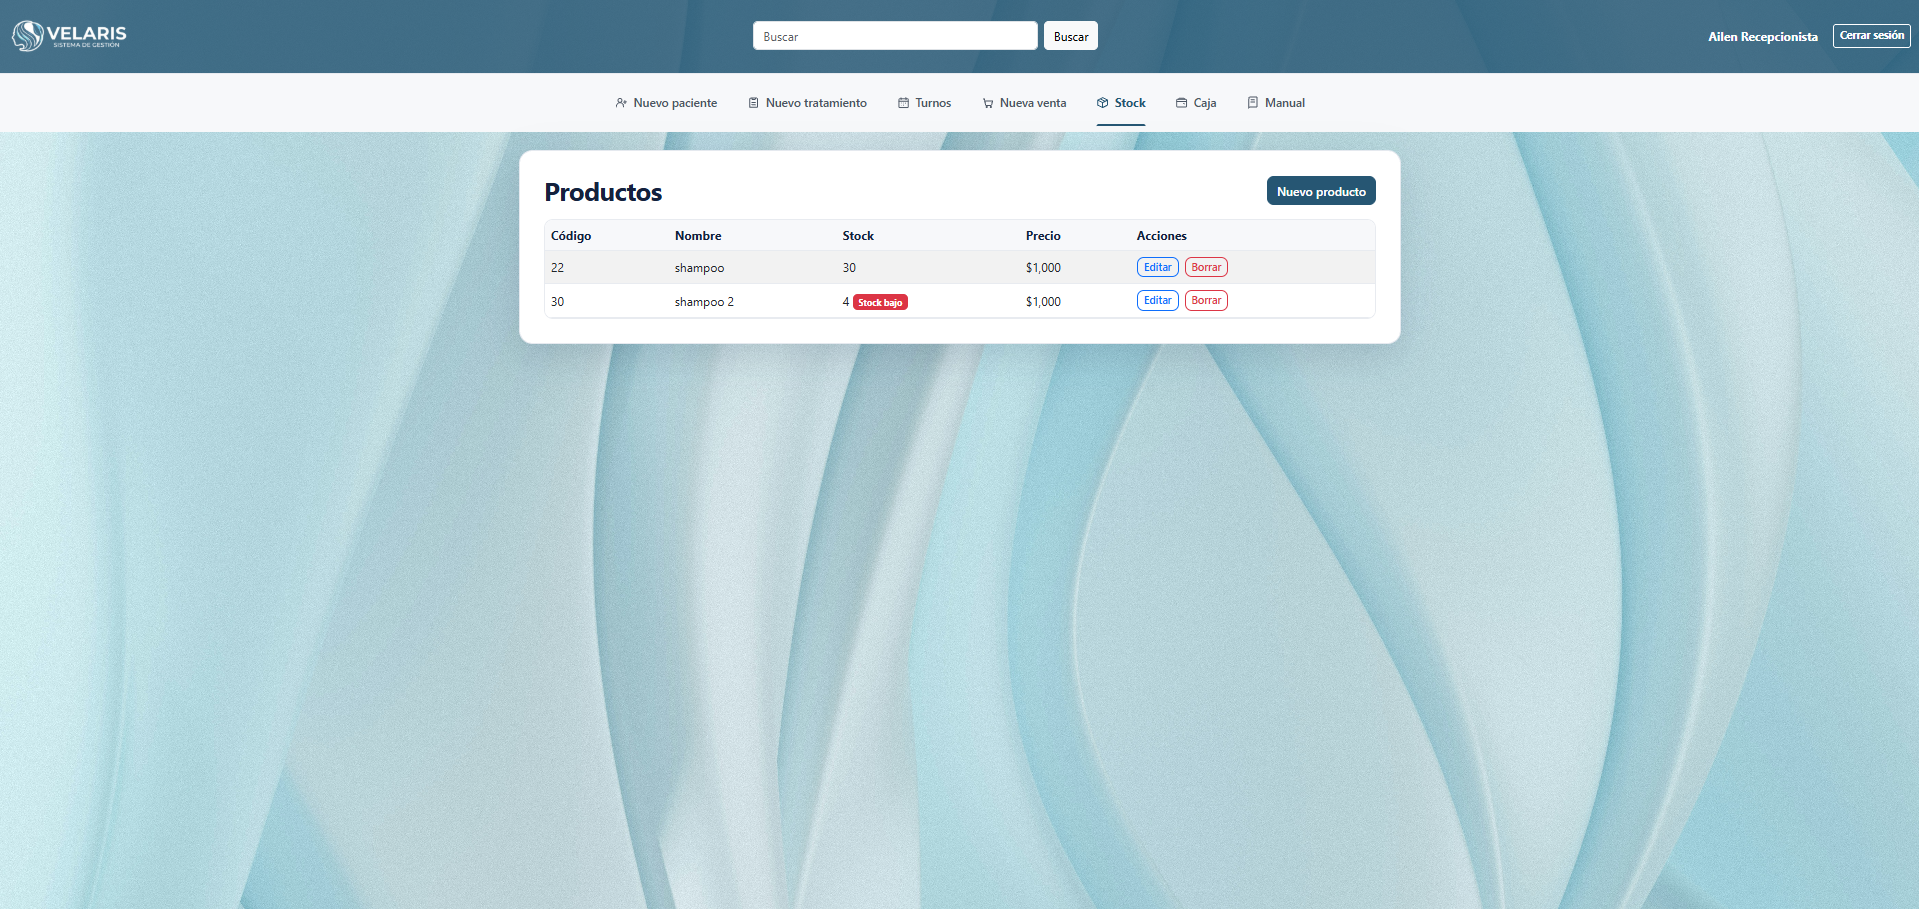 VELARIS
SISTEMA DE GESTIÓN
Buscar
Buscar
Ailen Recepcionista
Cerrar sesión
Nuevo paciente
Nuevo tratamiento
Turnos
Nueva venta
Stock
Caja
Manual
Productos
Nuevo producto
Código Nombre Stock Precio Acciones
22 shampoo 30 $1,000 Editar Borrar
30 shampoo 2 4 Stock bajo $1,000 Editar Borrar